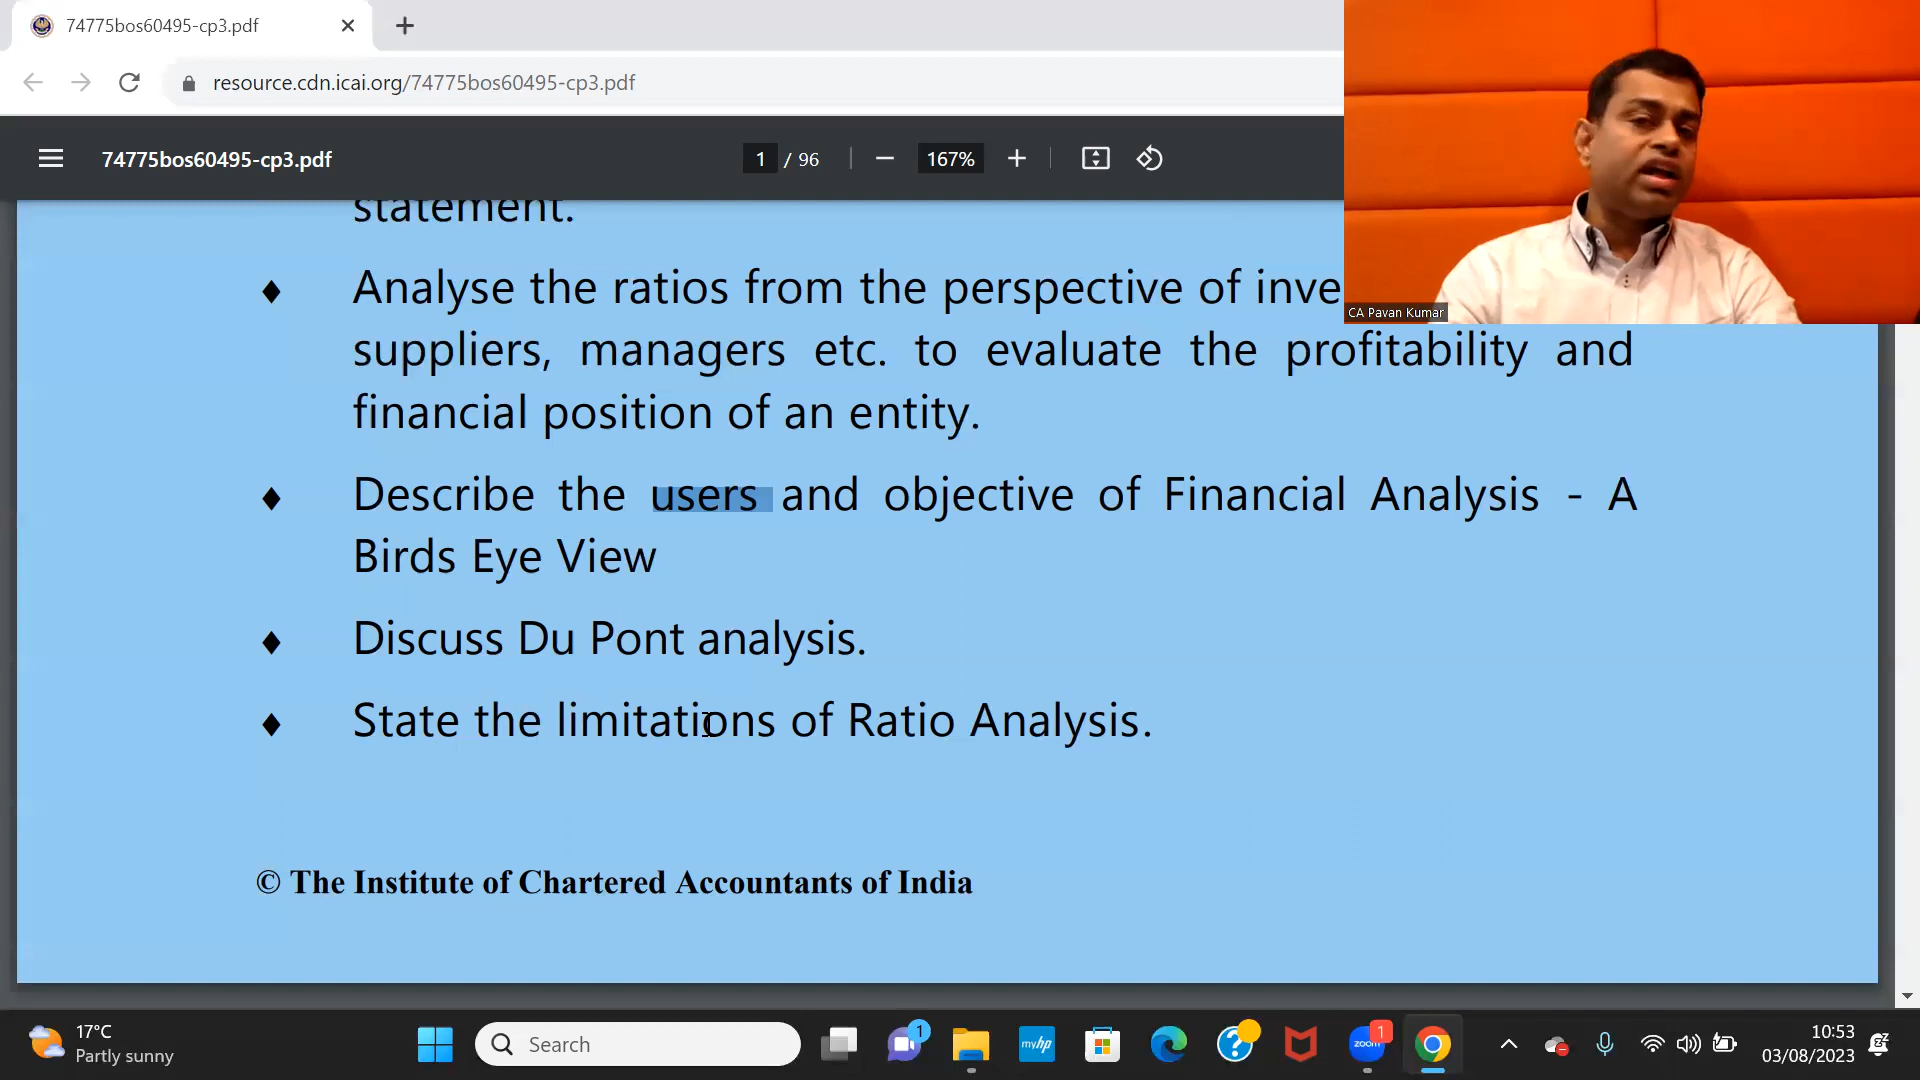 74775bos60495-cp3.pdf
resource.cdn.icai.org/74775bos60495-cp3.pdf
74775bos60495-cp3.pdf
1 / 96
167%
CA Pavan Kumar
statement.
♦ Analyse the ratios from the perspective of inve
suppliers, managers etc. to evaluate the profitability and
financial position of an entity.
♦ Describe the users and objective of Financial Analysis - A
Birds Eye View
♦ Discuss Du Pont analysis.
♦ State the limitations of Ratio Analysis.
© The Institute of Chartered Accountants of India
17°C
Partly sunny
Search
1
myhp
zoom
1
10:53
03/08/2023